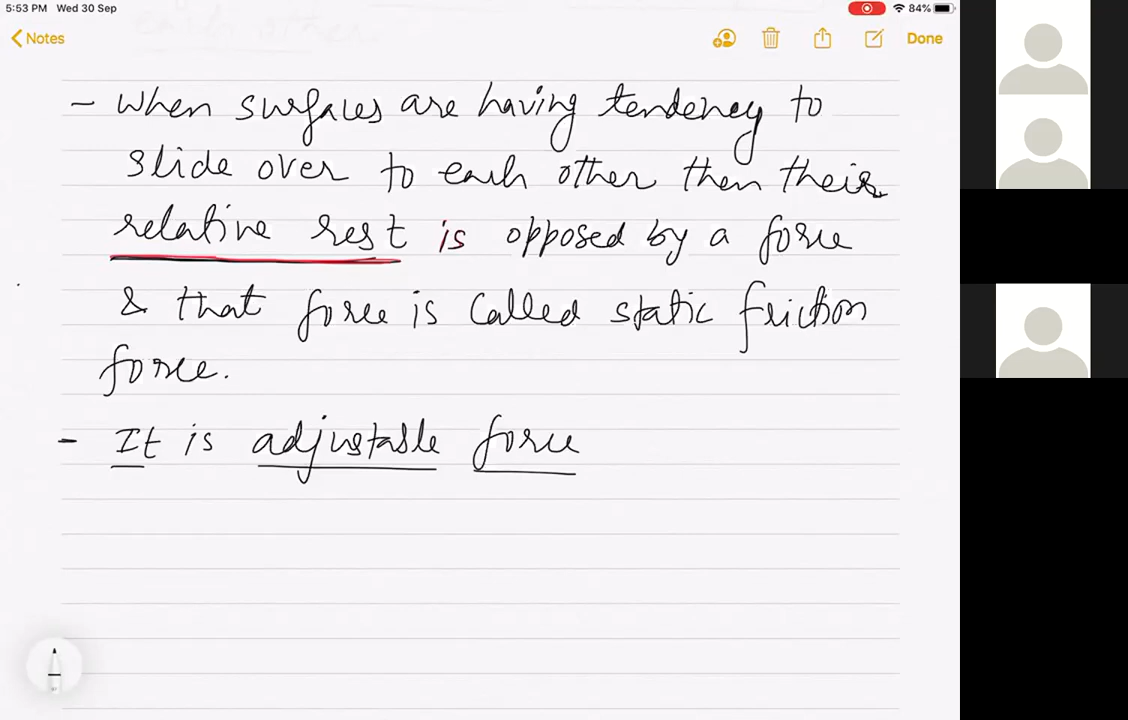 5:53 PM Wed 30 Sep 84%
Notes Done
- When surfaces are having tendency to
slide over to each other then their
relative rest is opposed by a force
& that force is called static friction
force.
- It is adjustable force